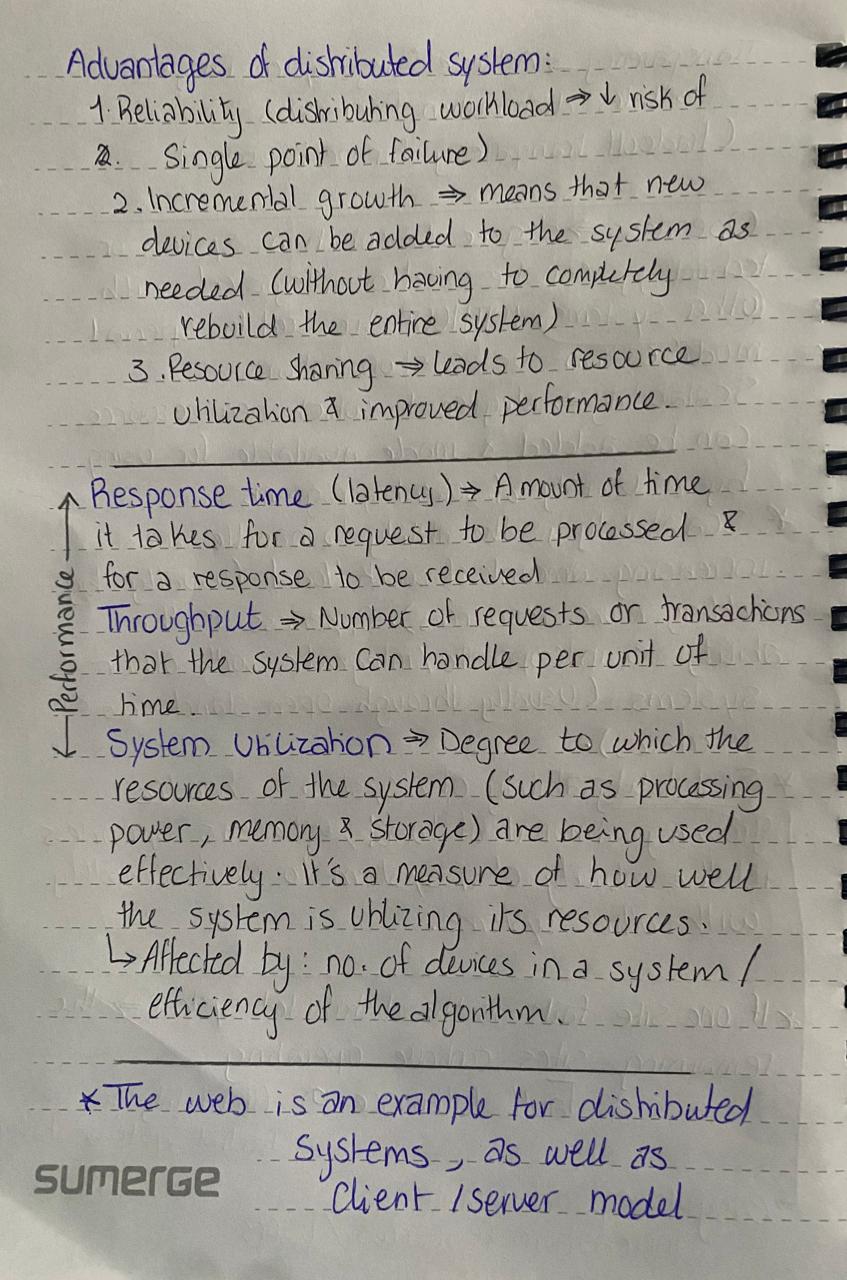 Advantages of distributed system:
1. Reliability (distributing workload ⇒ ↓ risk of
2. Single point of failure)
2. Incremental growth ⇒ means that new
devices can be added to the system as
needed (without having to completely
rebuild the entire system)
3. Resource sharing ⇒ leads to resource
utilization & improved performance.
Performance
Response time (latency) ⇒ Amount of time
it takes for a request to be processed &
for a response to be received
Throughput ⇒ Number of requests or transactions
that the system can handle per unit of
time.
System Utilization ⇒ Degree to which the
resources of the system (such as processing
power, memory & storage) are being used
effectively. It's a measure of how well
the system is utilizing its resources.
↳ Affected by: no. of devices in a system /
efficiency of the algorithm.
* The web is an example for distributed
systems, as well as
Client / server model
sumerge